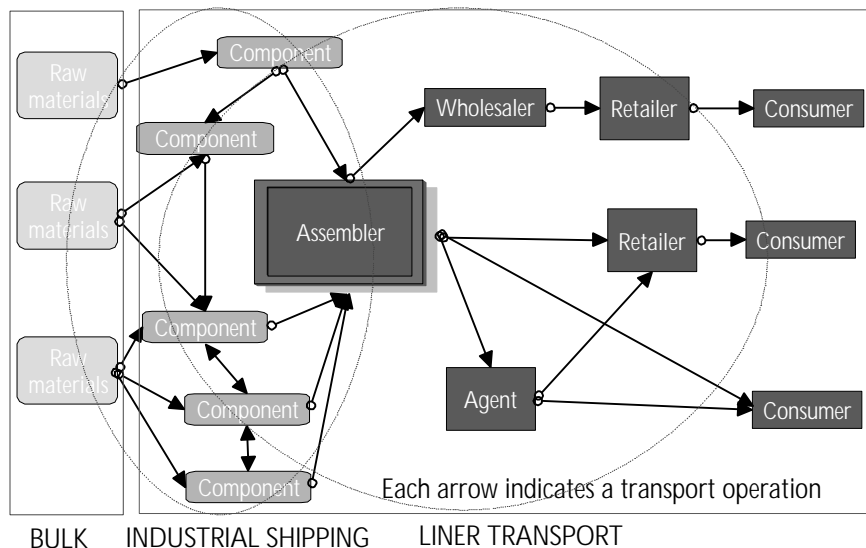 Raw
materials
Component
Component
Wholesaler
Retailer
Consumer
Raw
materials
Assembler
Retailer
Consumer
Component
Raw
materials
Component
Agent
Consumer
Component
Each arrow indicates a transport operation
BULK INDUSTRIAL SHIPPING LINER TRANSPORT